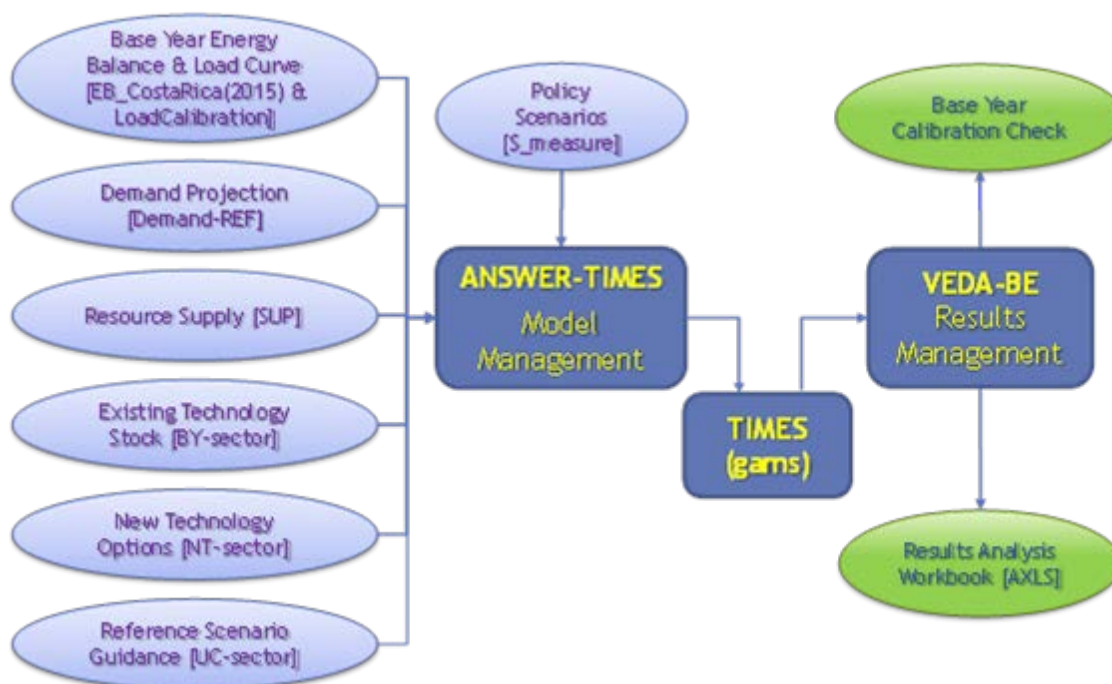 Base Year Energy
Balance & Load Curve
[EB_CostaRica(2015) &
LoadCalibration]
Demand Projection
[Demand-REF]
Resource Supply [SUP]
Existing Technology
Stock [BY-sector]
New Technology
Options [NT-sector]
Reference Scenario
Guidance [UC-sector]
Policy
Scenarios
[S_measure]
ANSWER-TIMES
Model
Management
TIMES
(gams)
Base Year
Calibration Check
VEDA-BE
Results
Management
Results Analysis
Workbook [AXLS]